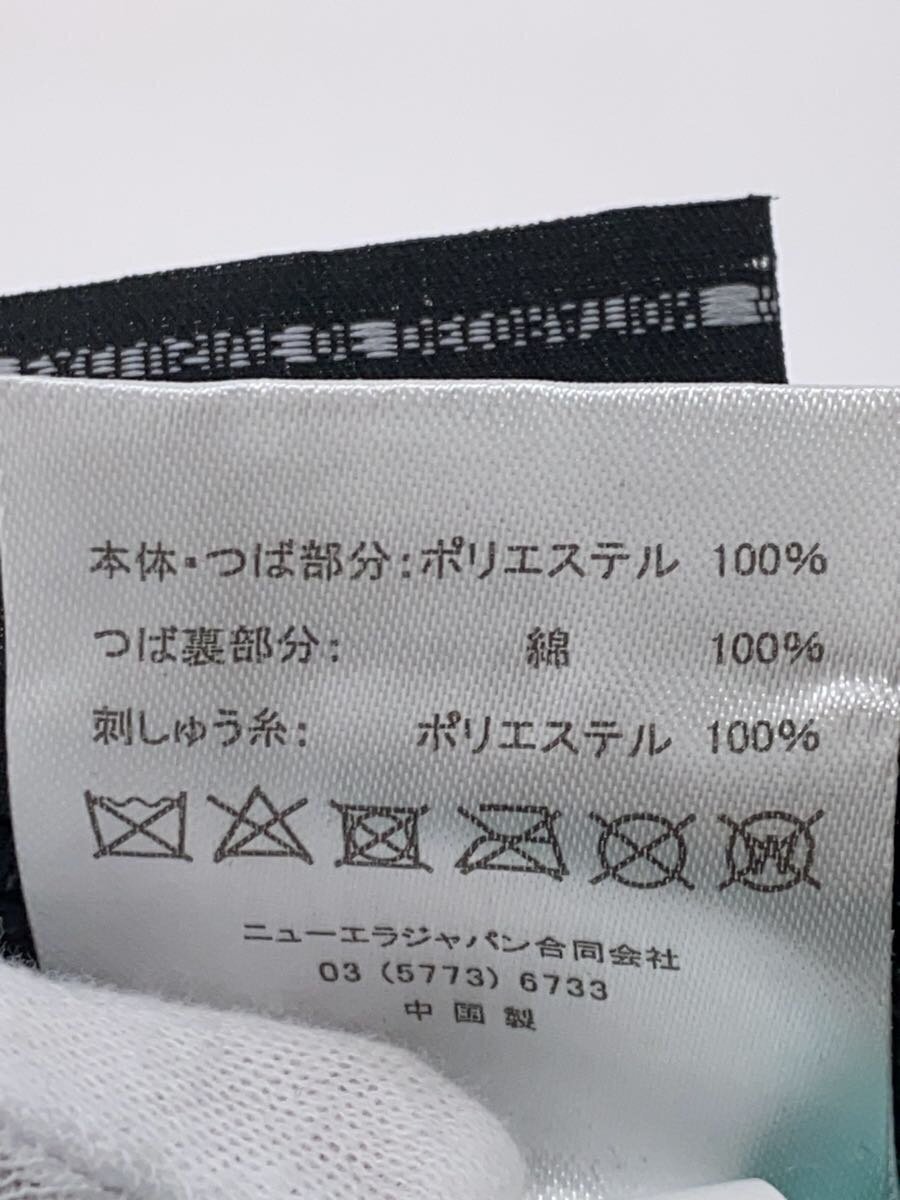 本体・つば部分:ポリエステル 100%
つば裏部分: 綿 100%
刺しゅう糸: ポリエステル 100%
W
ニューエラジャパン合同会社
03 (5773) 6733
中国製